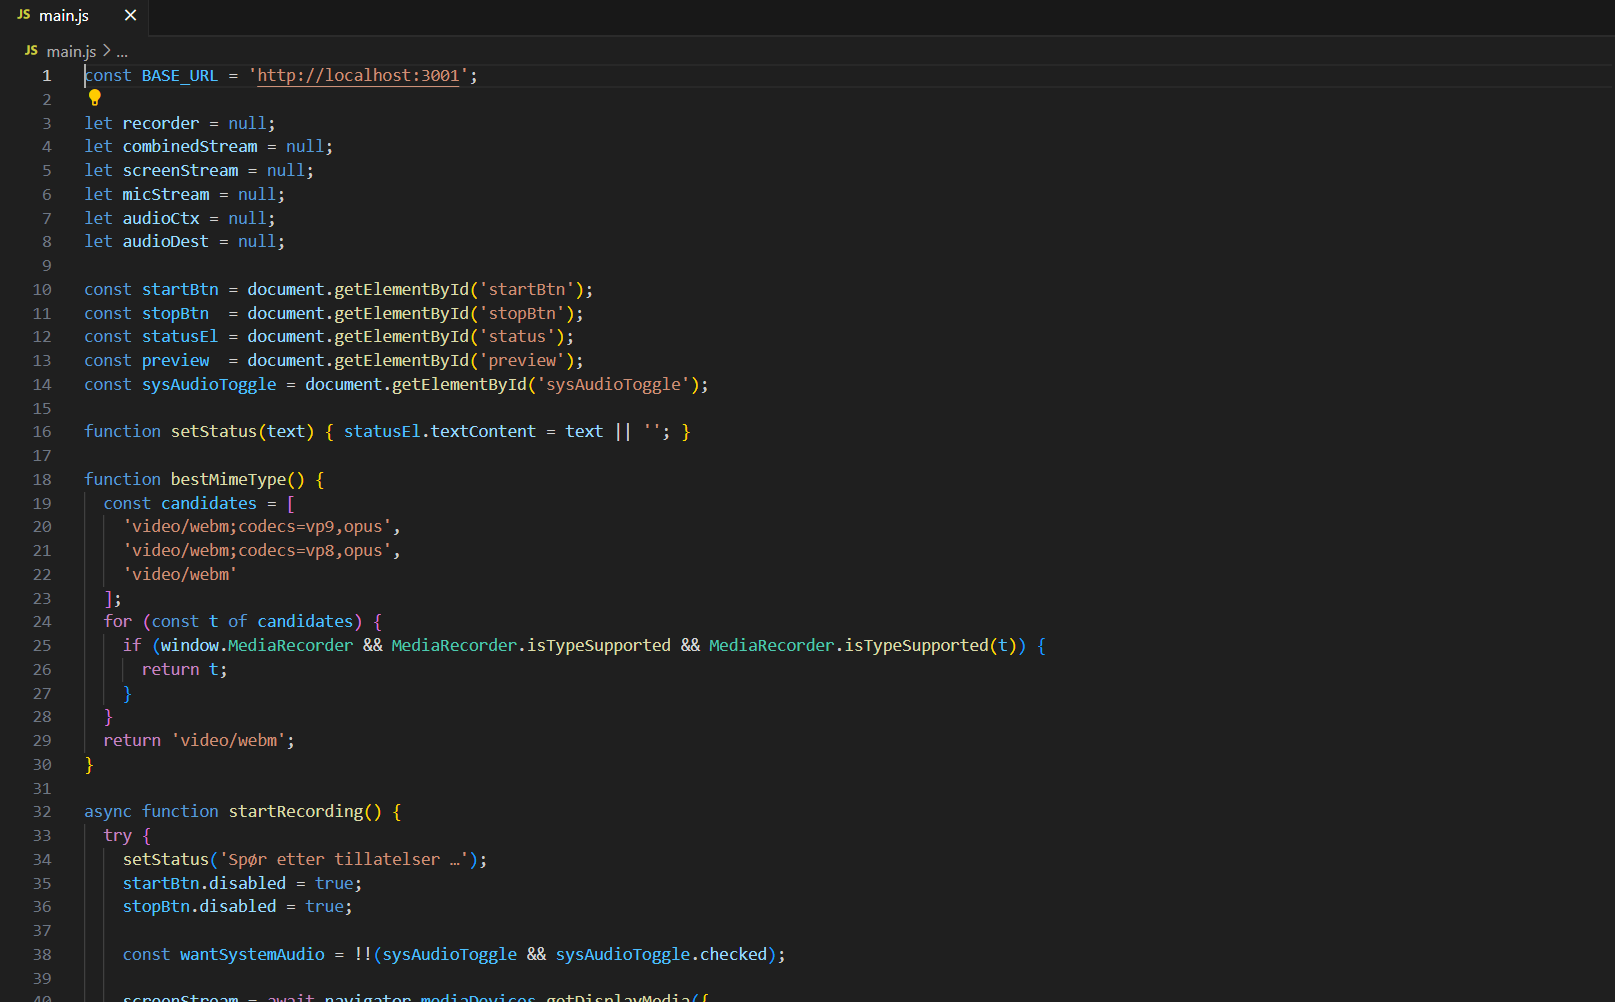 JS main.js ×
JS main.js > ...
1 const BASE_URL = 'http://localhost:3001';
2
3 let recorder = null;
4 let combinedStream = null;
5 let screenStream = null;
6 let micStream = null;
7 let audioCtx = null;
8 let audioDest = null;
9
10 const startBtn = document.getElementById('startBtn');
11 const stopBtn  = document.getElementById('stopBtn');
12 const statusEl = document.getElementById('status');
13 const preview  = document.getElementById('preview');
14 const sysAudioToggle = document.getElementById('sysAudioToggle');
15
16 function setStatus(text) { statusEl.textContent = text || ''; }
17
18 function bestMimeType() {
19   const candidates = [
20     'video/webm;codecs=vp9,opus',
21     'video/webm;codecs=vp8,opus',
22     'video/webm'
23   ];
24   for (const t of candidates) {
25     if (window.MediaRecorder && MediaRecorder.isTypeSupported && MediaRecorder.isTypeSupported(t)) {
26       return t;
27     }
28   }
29   return 'video/webm';
30 }
31
32 async function startRecording() {
33   try {
34     setStatus('Spør etter tillatelser …');
35     startBtn.disabled = true;
36     stopBtn.disabled = true;
37
38     const wantSystemAudio = !!(sysAudioToggle && sysAudioToggle.checked);
39
40     screenStream = await navigator.mediaDevices.getDisplayMedia({